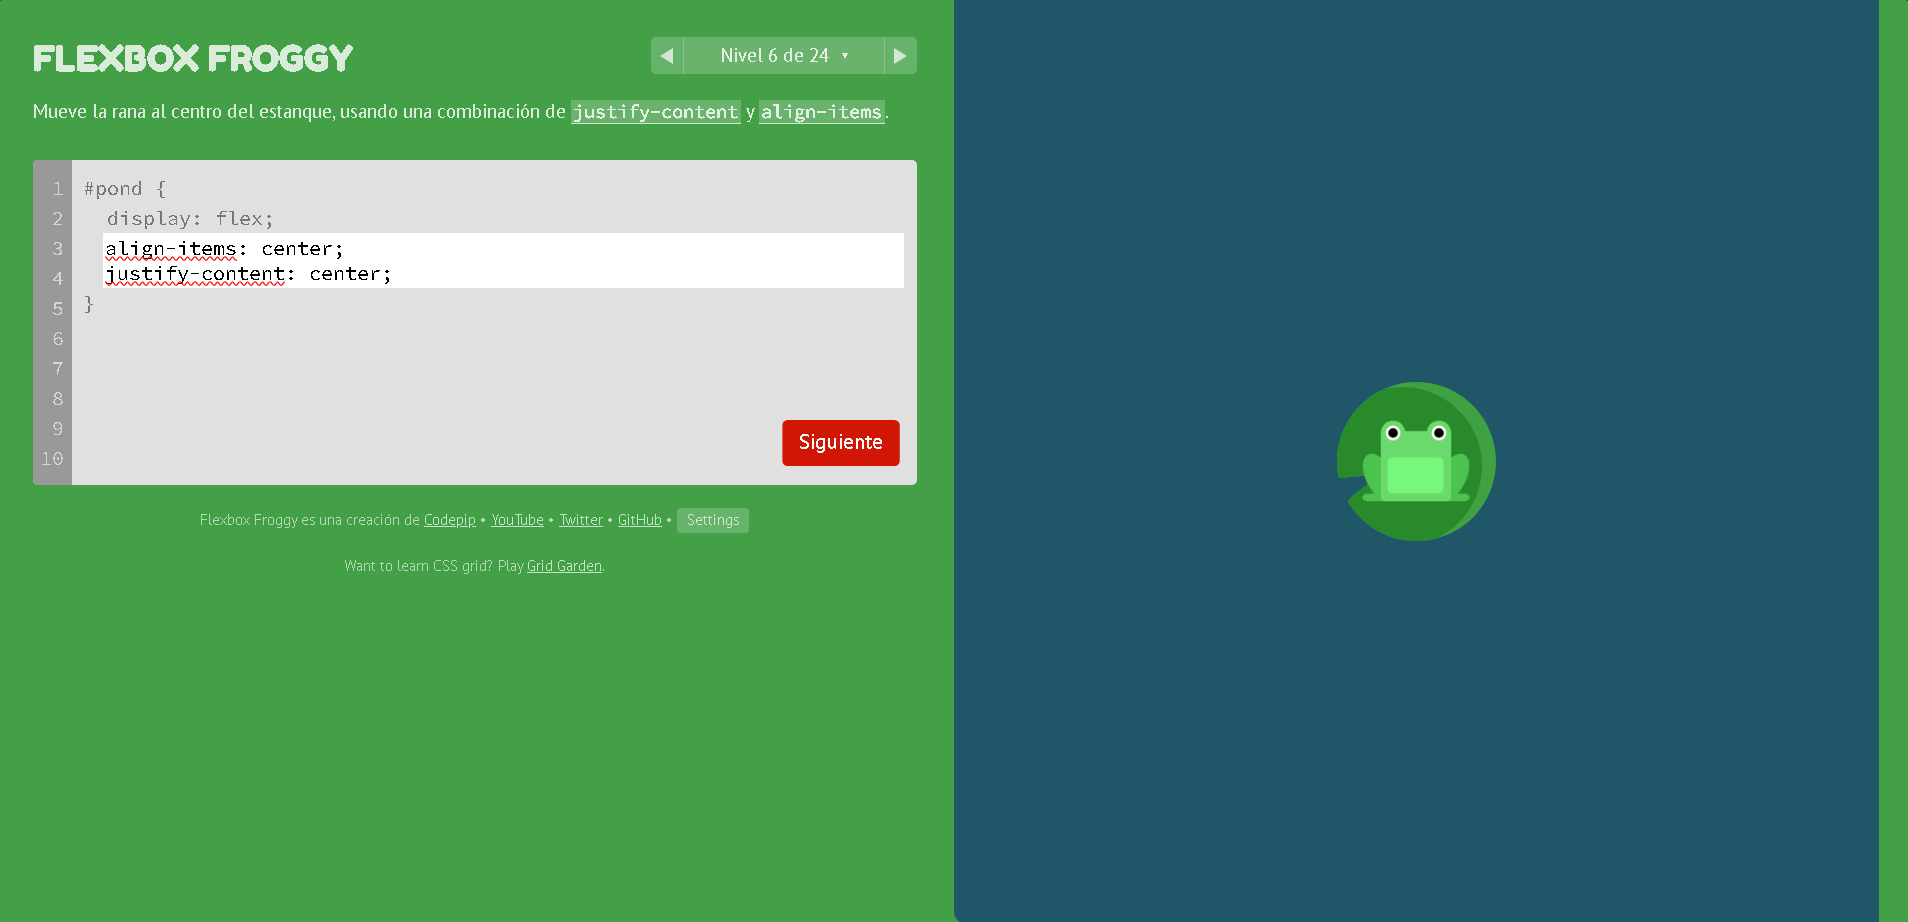 FLEXBOX FROGGY
◀ Nivel 6 de 24 ▾ ▶
Mueve la rana al centro del estanque, usando una combinación de justify-content y align-items.
1 #pond {
2 display: flex;
3 align-items: center;
4 justify-content: center;
5 }
6
7
8
9
10
Siguiente
Flexbox Froggy es una creación de Codepip • YouTube • Twitter • GitHub • Settings
Want to learn CSS grid? Play Grid Garden.